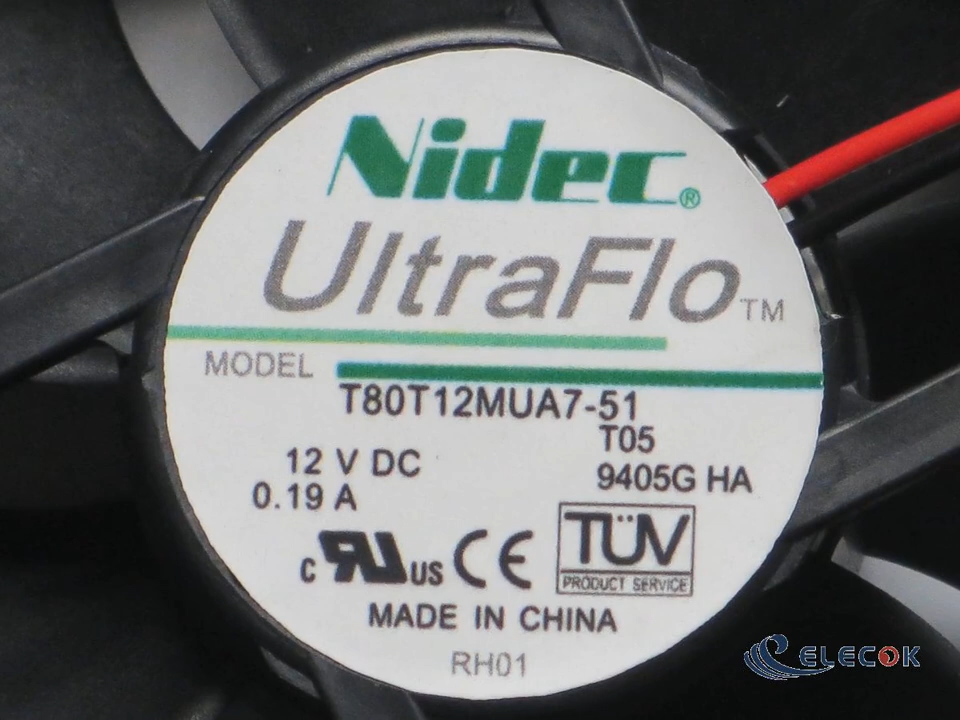 Nidec®
UltraFlo™
MODEL
T80T12MUA7-51
T05
12 V DC
9405G HA
0.19 A
c RU US CE TÜV
PRODUCT SERVICE
MADE IN CHINA
RH01
ELECOK